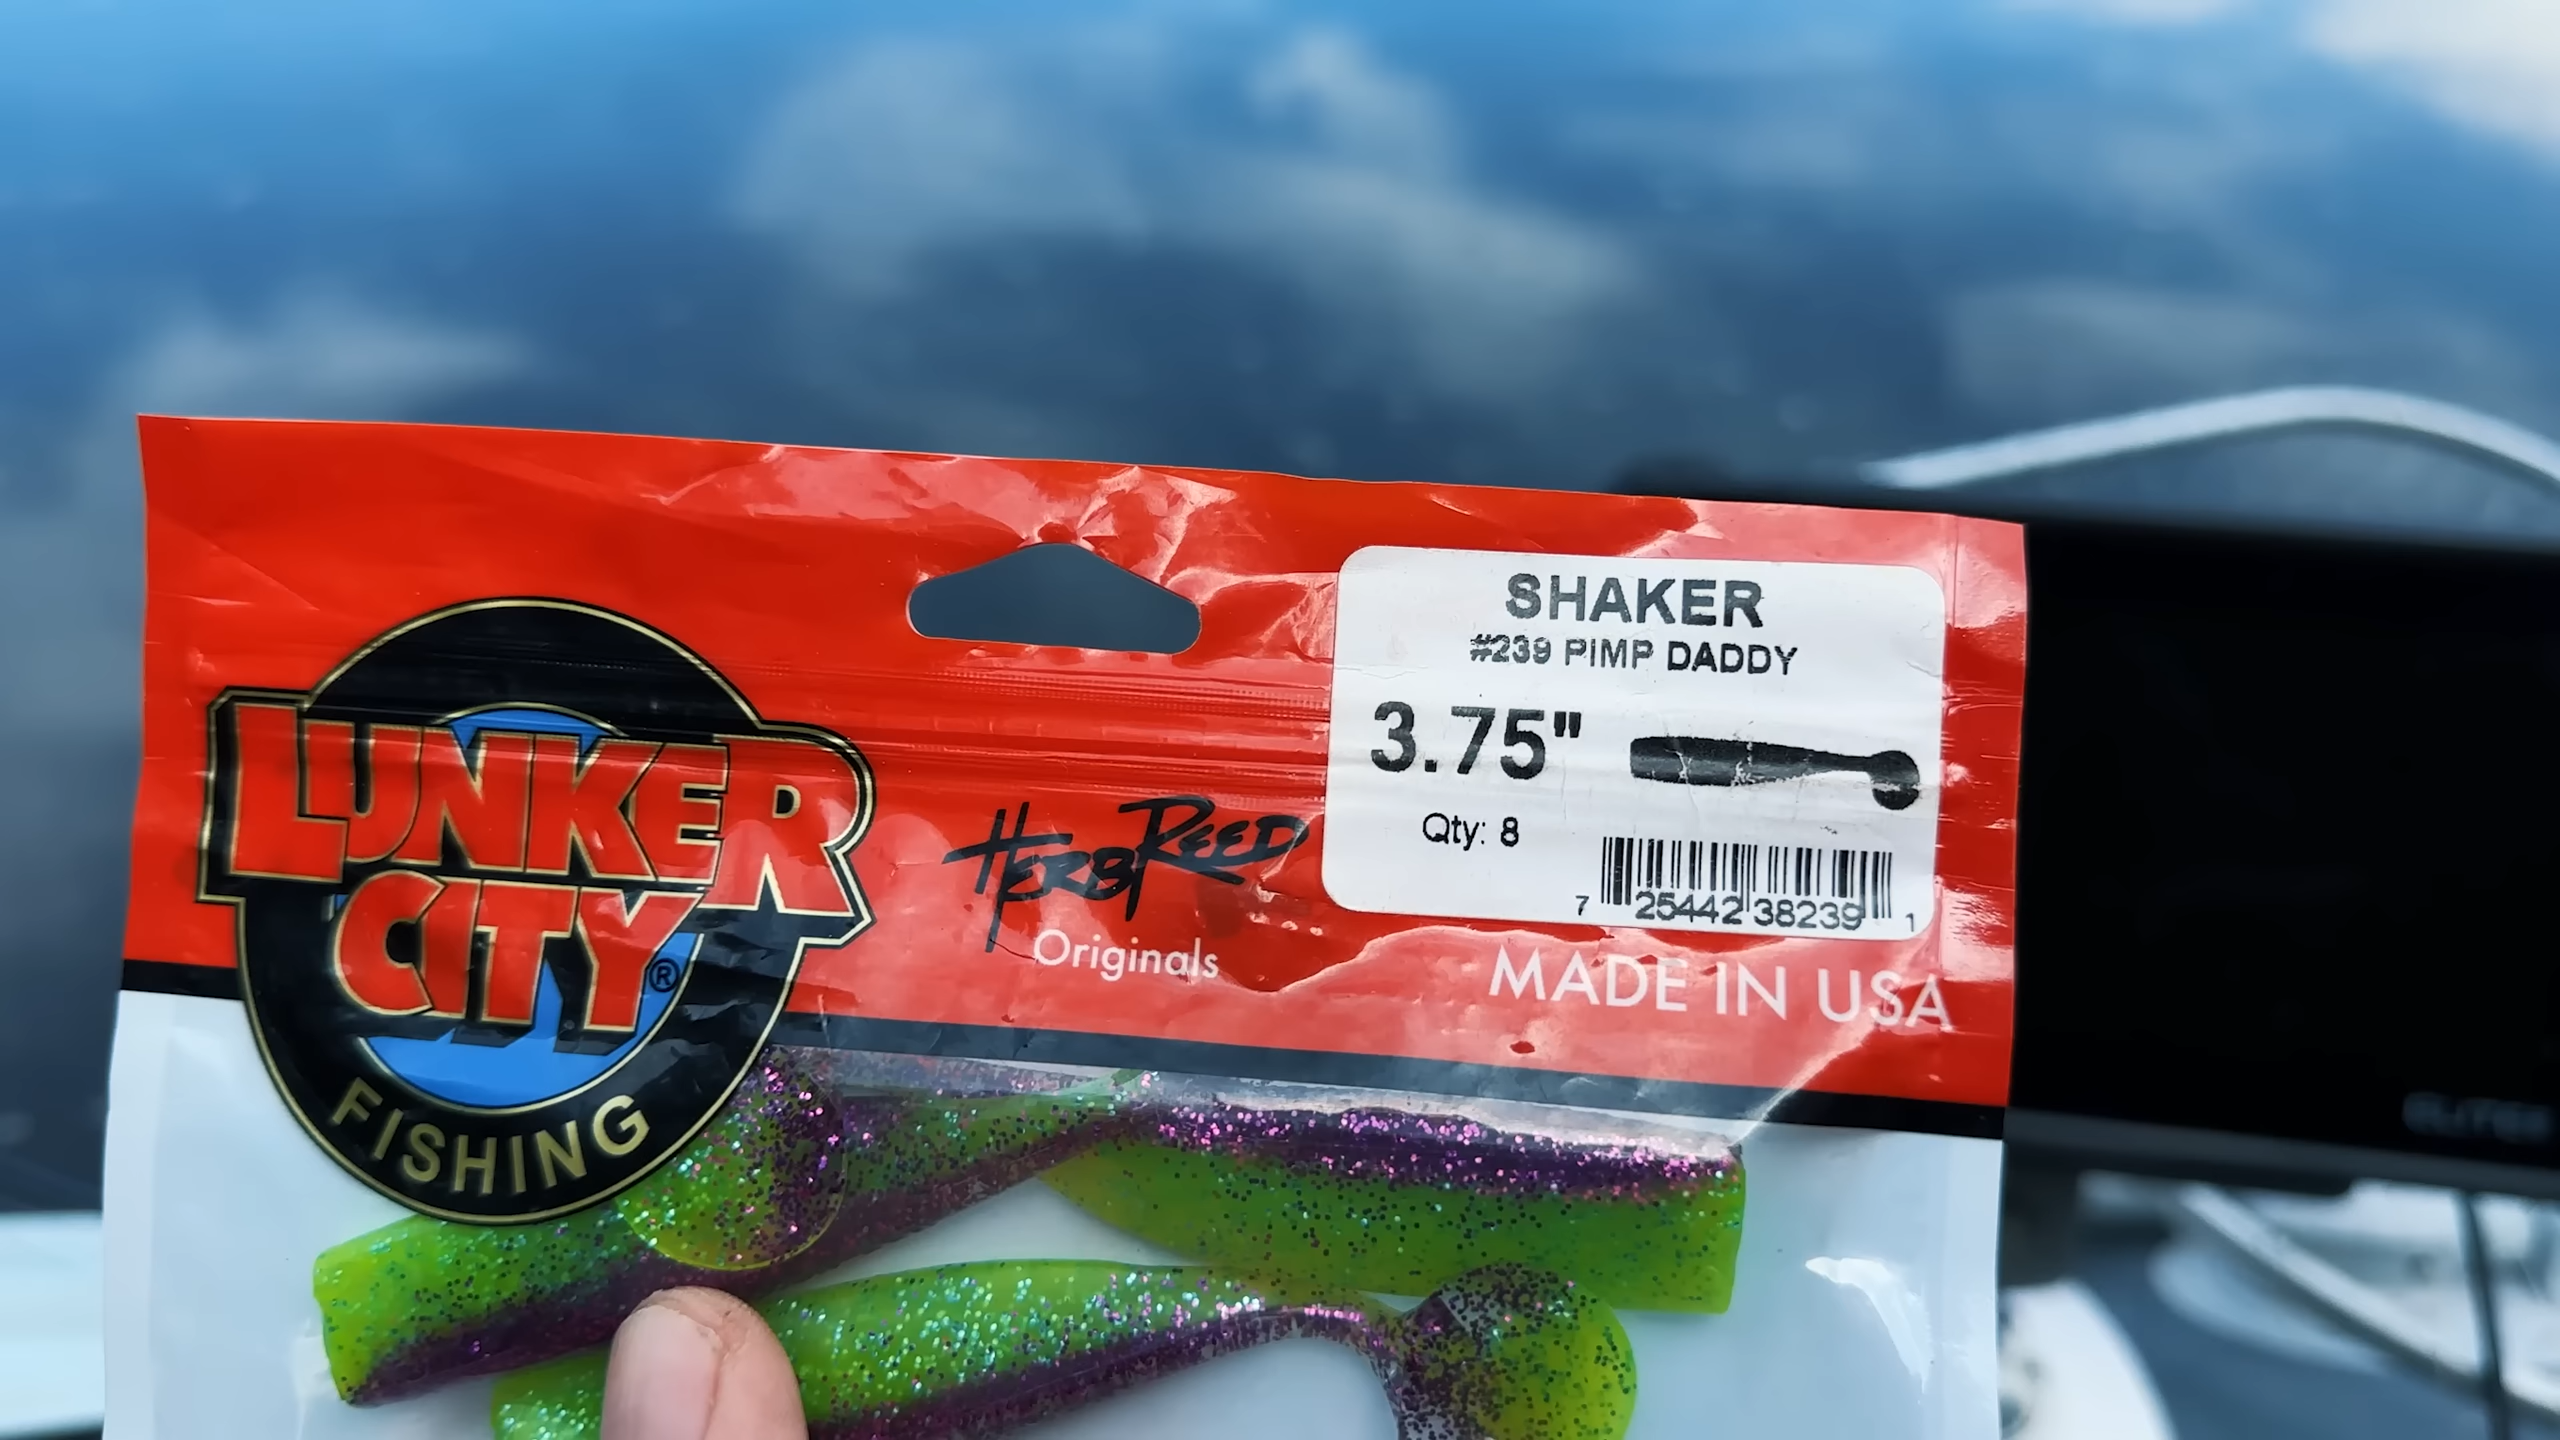 LUNKER
CITY®
FISHING
HERB REED
Originals
SHAKER
#239 PIMP DADDY
3.75"
Qty: 8
7 25442 38239 1
MADE IN USA